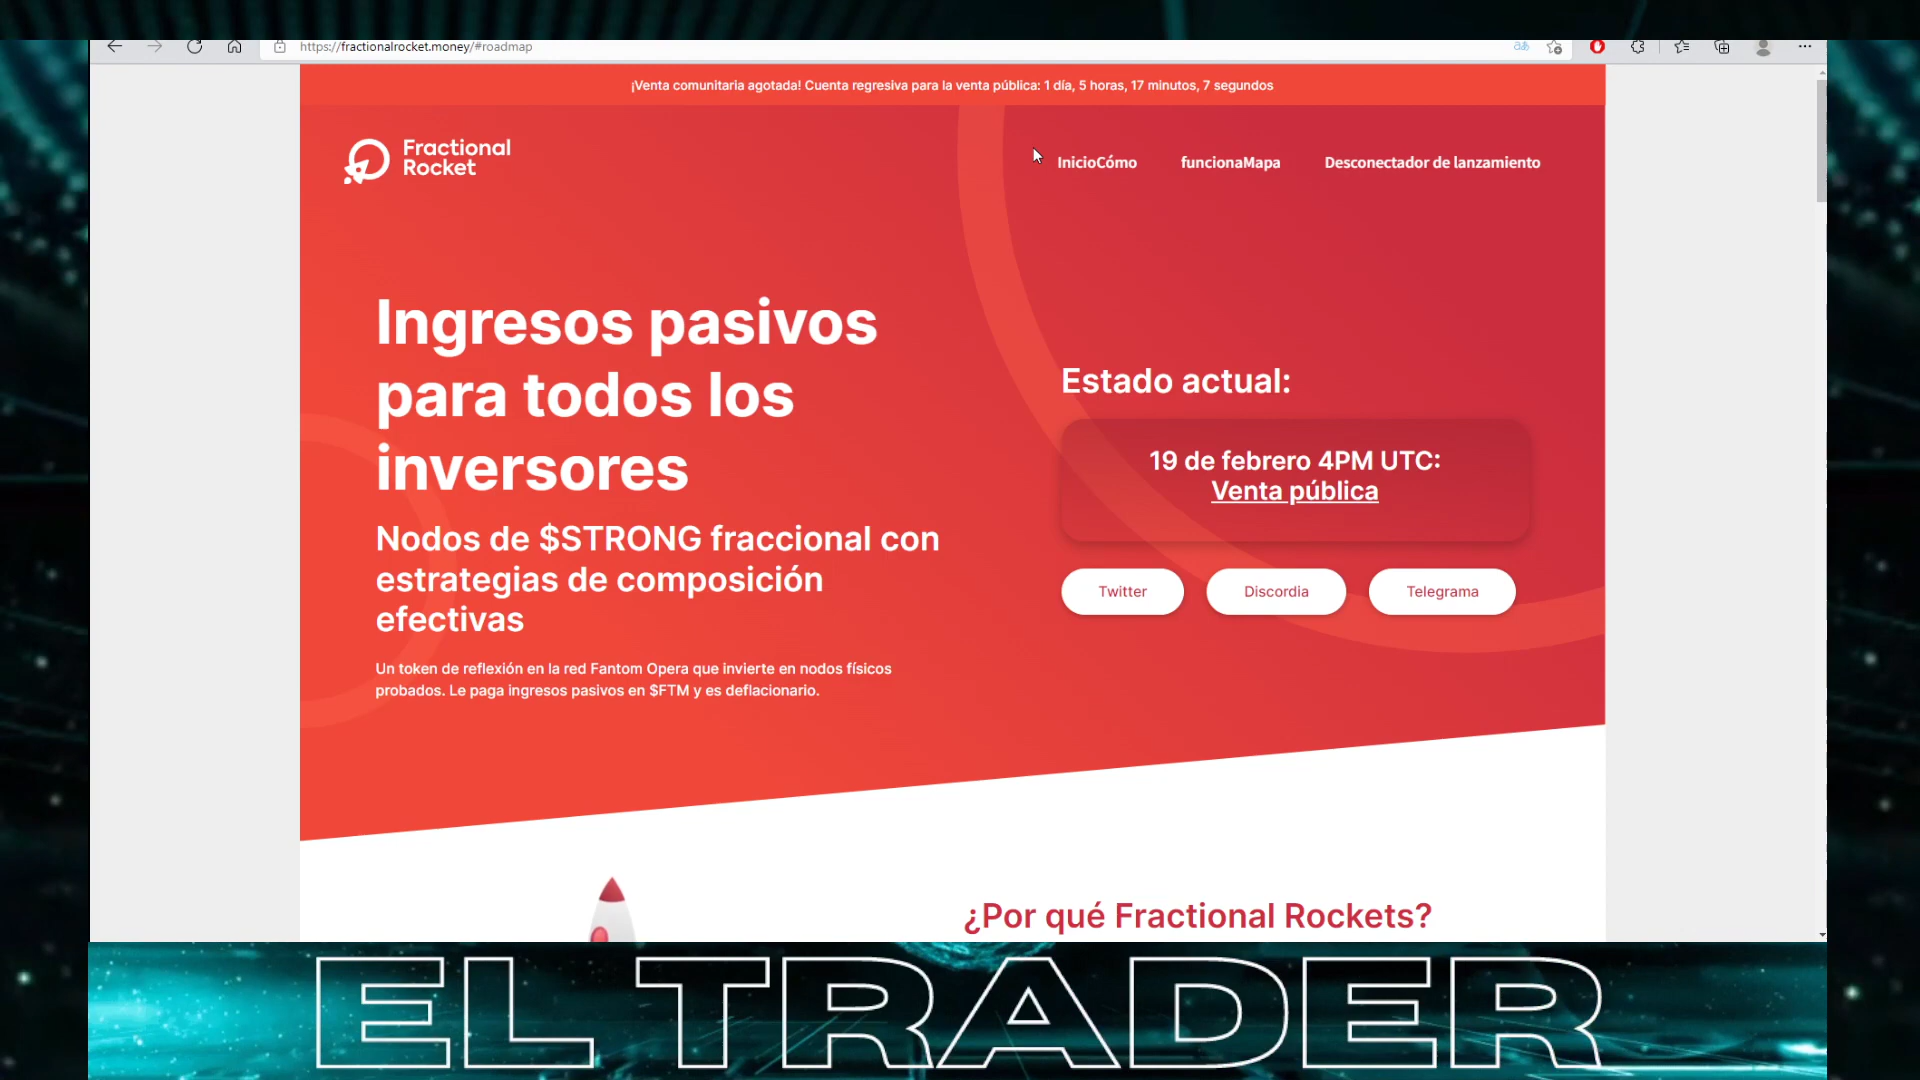 https://fractionalrocket.money/#roadmap
¡Venta comunitaria agotada! Cuenta regresiva para la venta pública: 1 día, 5 horas, 17 minutos, 7 segundos
Fractional
Rocket
InicioCómo funcionaMapa Desconectador de lanzamiento
Ingresos pasivos
para todos los
inversores
Nodos de $STRONG fraccional con
estrategias de composición
efectivas
Un token de reflexión en la red Fantom Opera que invierte en nodos físicos
probados. Le paga ingresos pasivos en $FTM y es deflacionario.
Estado actual:
19 de febrero 4PM UTC:
Venta pública
Twitter Discordia Telegrama
¿Por qué Fractional Rockets?
EL TRADER